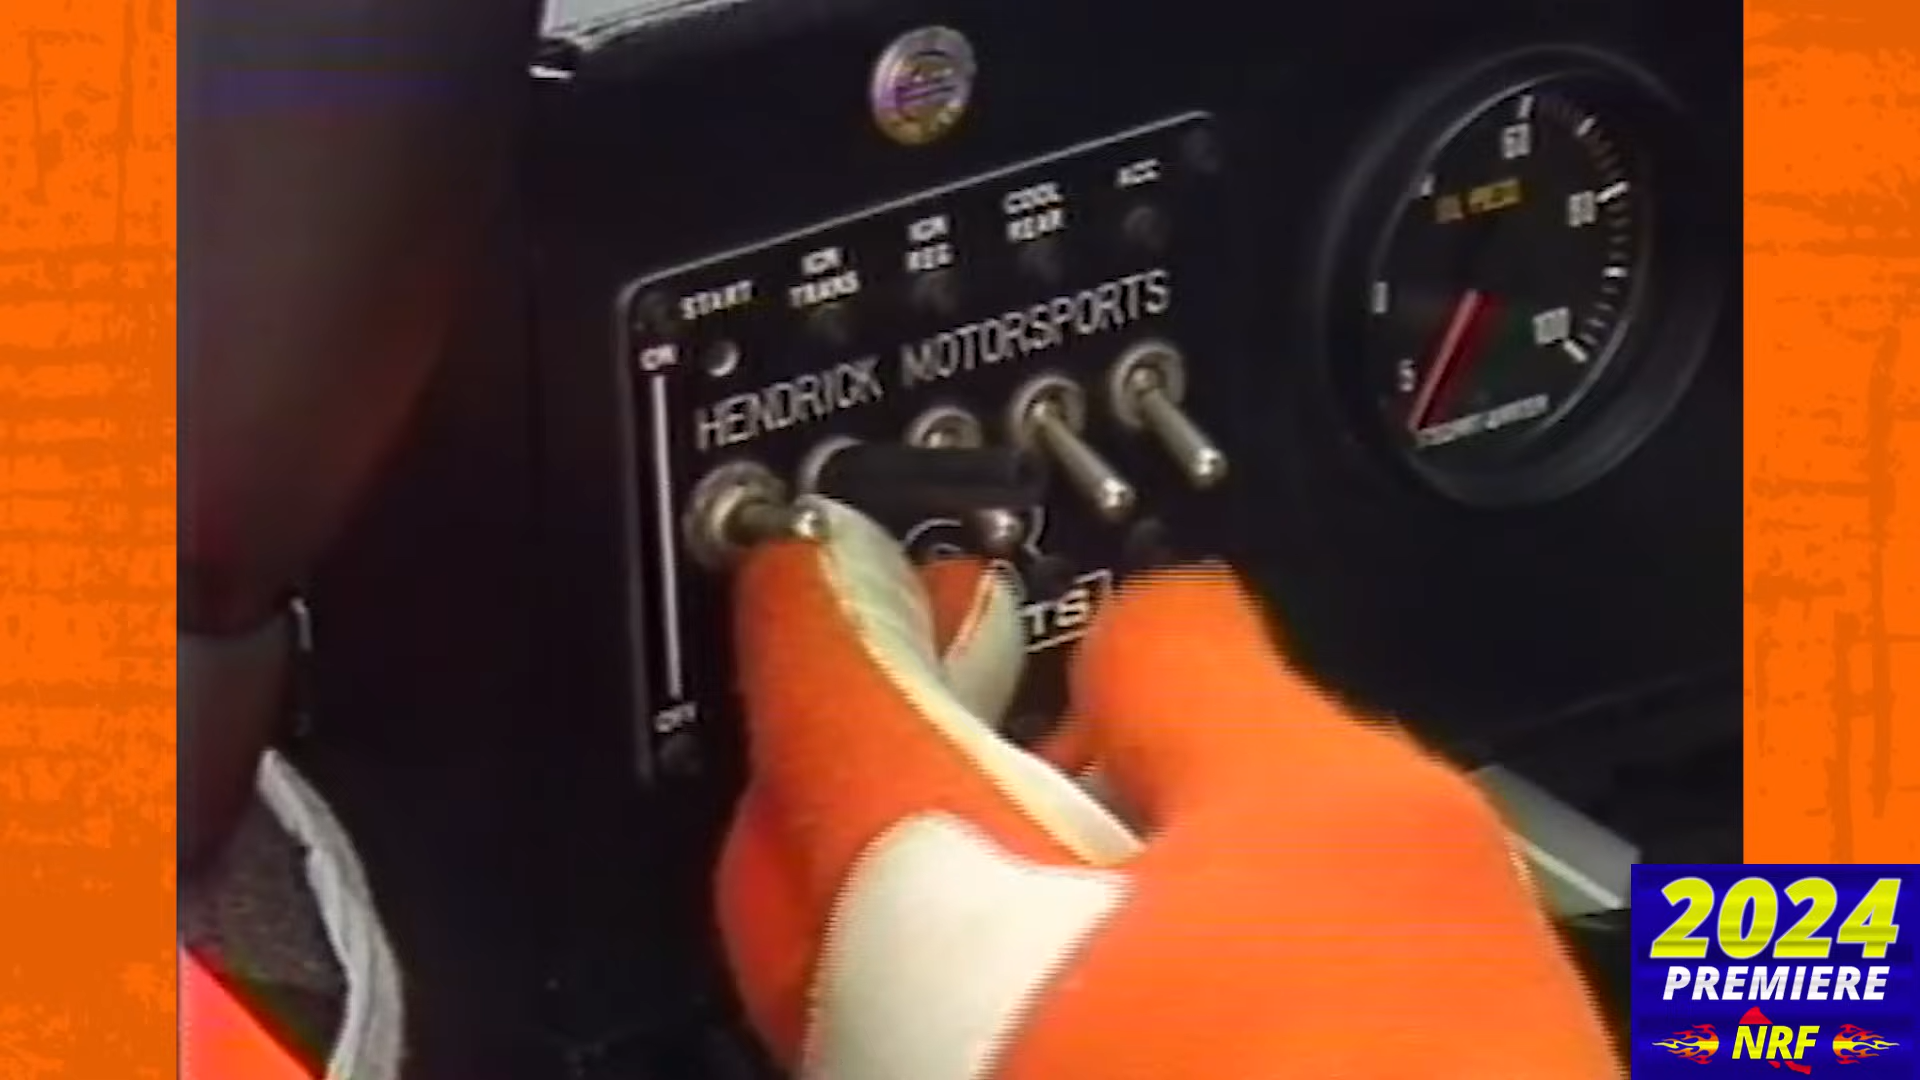 ACC
COOL
REAR
IGN
REG
IGN
TRANS
START
ON
HENDRICK MOTORSPORTS
TS
OFF
60
80
OIL PRESS
100
0
5
2024
PREMIERE
NRF